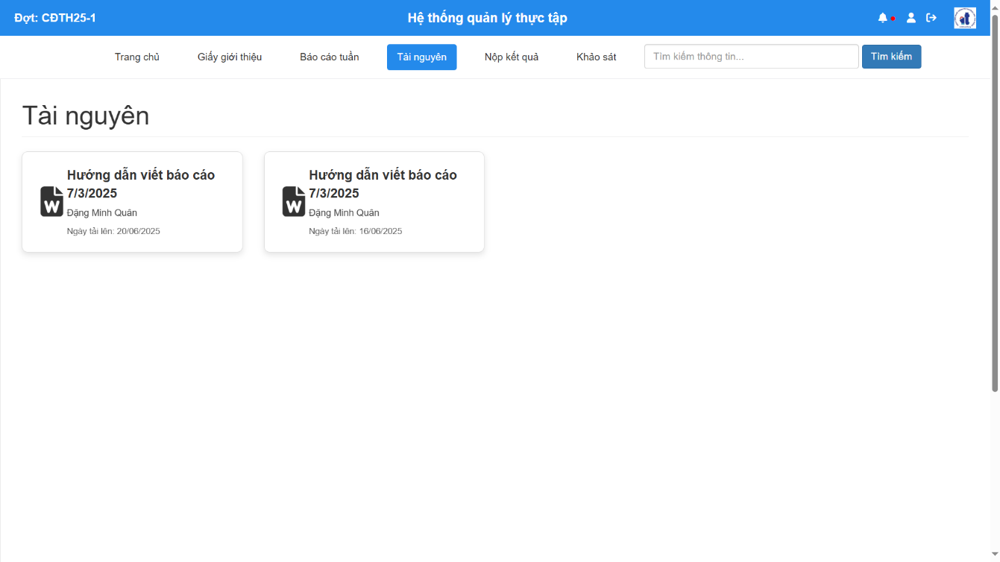 Đợt: CĐTH25-1
Hệ thống quản lý thực tập
Trang chủ
Giấy giới thiệu
Báo cáo tuần
Tài nguyên
Nộp kết quả
Khảo sát
Tìm kiếm thông tin...
Tìm kiếm
Tài nguyên
Hướng dẫn viết báo cáo
7/3/2025
Đặng Minh Quân
Ngày tải lên: 20/06/2025
Hướng dẫn viết báo cáo
7/3/2025
Đặng Minh Quân
Ngày tải lên: 16/06/2025